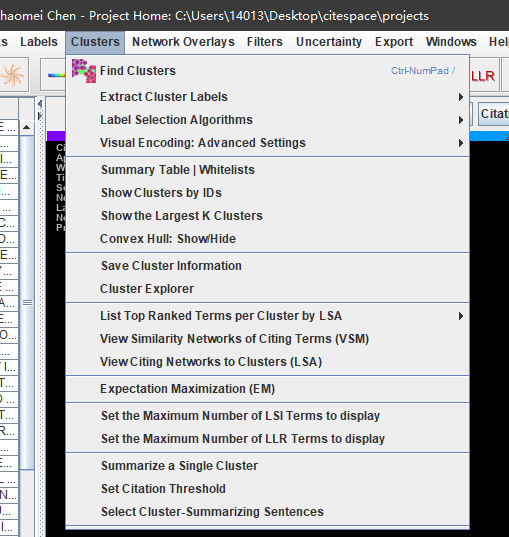 haomei Chen - Project Home: C:\Users\14013\Desktop\citespace\projects
ks Labels Clusters Network Overlays Filters Uncertainty Export Windows Hel
Find Clusters Ctrl-NumPad /
LLR
Extract Cluster Labels
Label Selection Algorithms
Citat
Visual Encoding: Advanced Settings
Summary Table | Whitelists
Show Clusters by IDs
Show the Largest K Clusters
Convex Hull: Show/Hide
Save Cluster Information
Cluster Explorer
List Top Ranked Terms per Cluster by LSA
View Similarity Networks of Citing Terms (VSM)
View Citing Networks to Clusters (LSA)
Expectation Maximization (EM)
Set the Maximum Number of LSI Terms to display
Set the Maximum Number of LLR Terms to display
Summarize a Single Cluster
Set Citation Threshold
Select Cluster-Summarizing Sentences